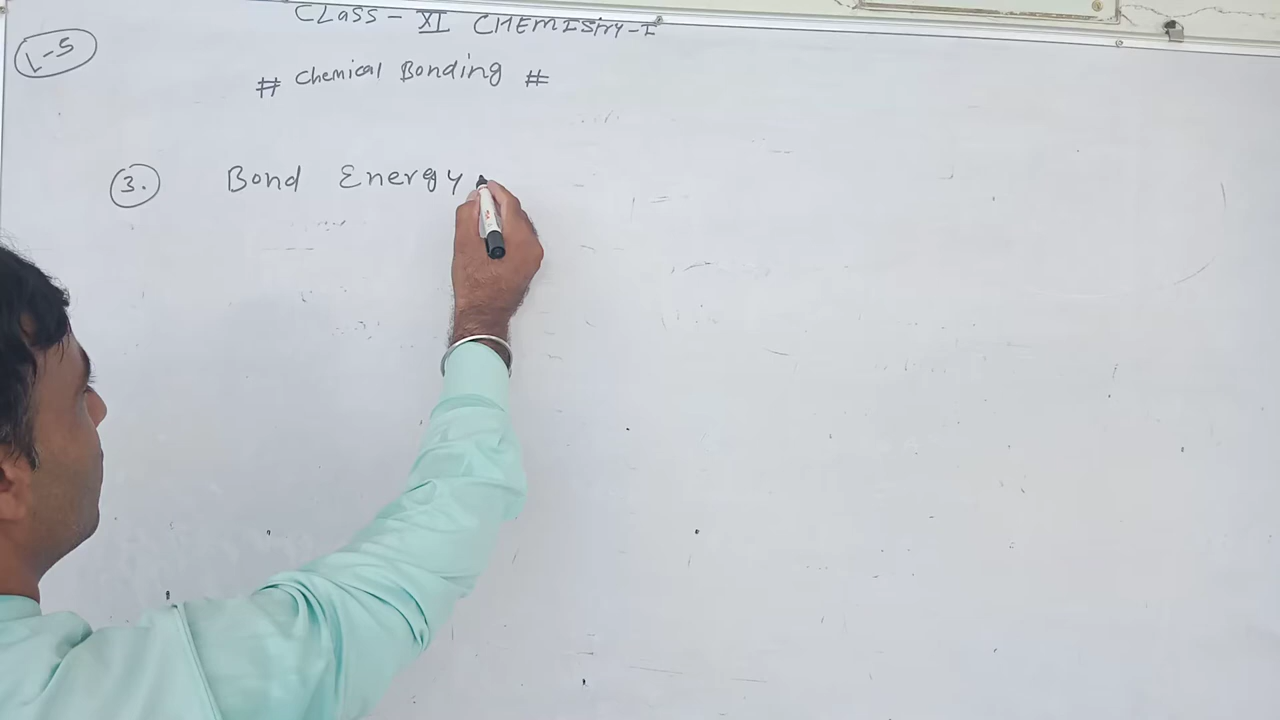 CLASS - XI CHEMISTRY-I
L-5
# Chemical Bonding #
3. Bond Energy